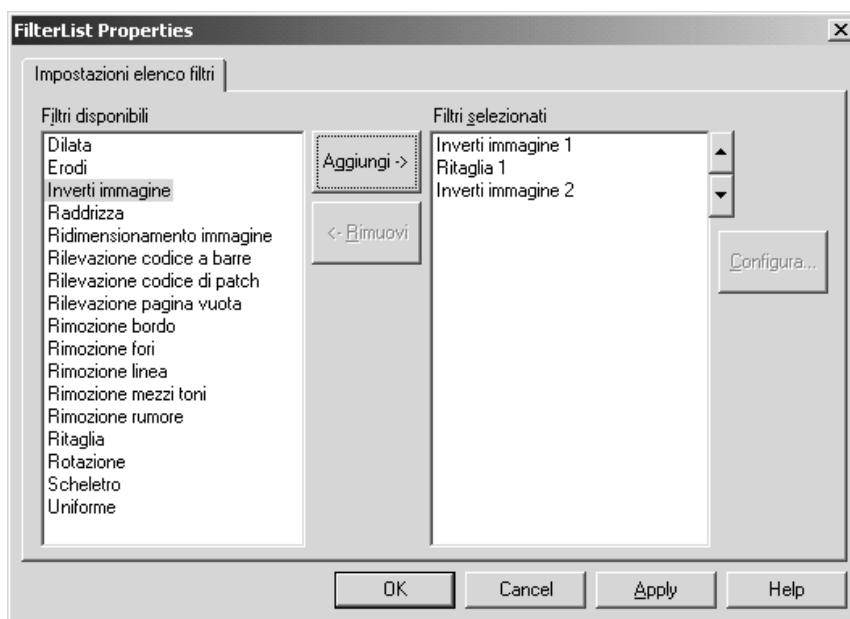 FilterList Properties
Impostazioni elenco filtri
Filtri disponibili
Dilata
Erodi
Inverti immagine
Raddrizza
Ridimensionamento immagine
Rilevazione codice a barre
Rilevazione codice di patch
Rilevazione pagina vuota
Rimozione bordo
Rimozione fori
Rimozione linea
Rimozione mezzi toni
Rimozione rumore
Ritaglia
Rotazione
Scheletro
Uniforme
Aggiungi ->
<- Rimuovi
Filtri selezionati
Inverti immagine 1
Ritaglia 1
Inverti immagine 2
Configura...
OK
Cancel
Apply
Help